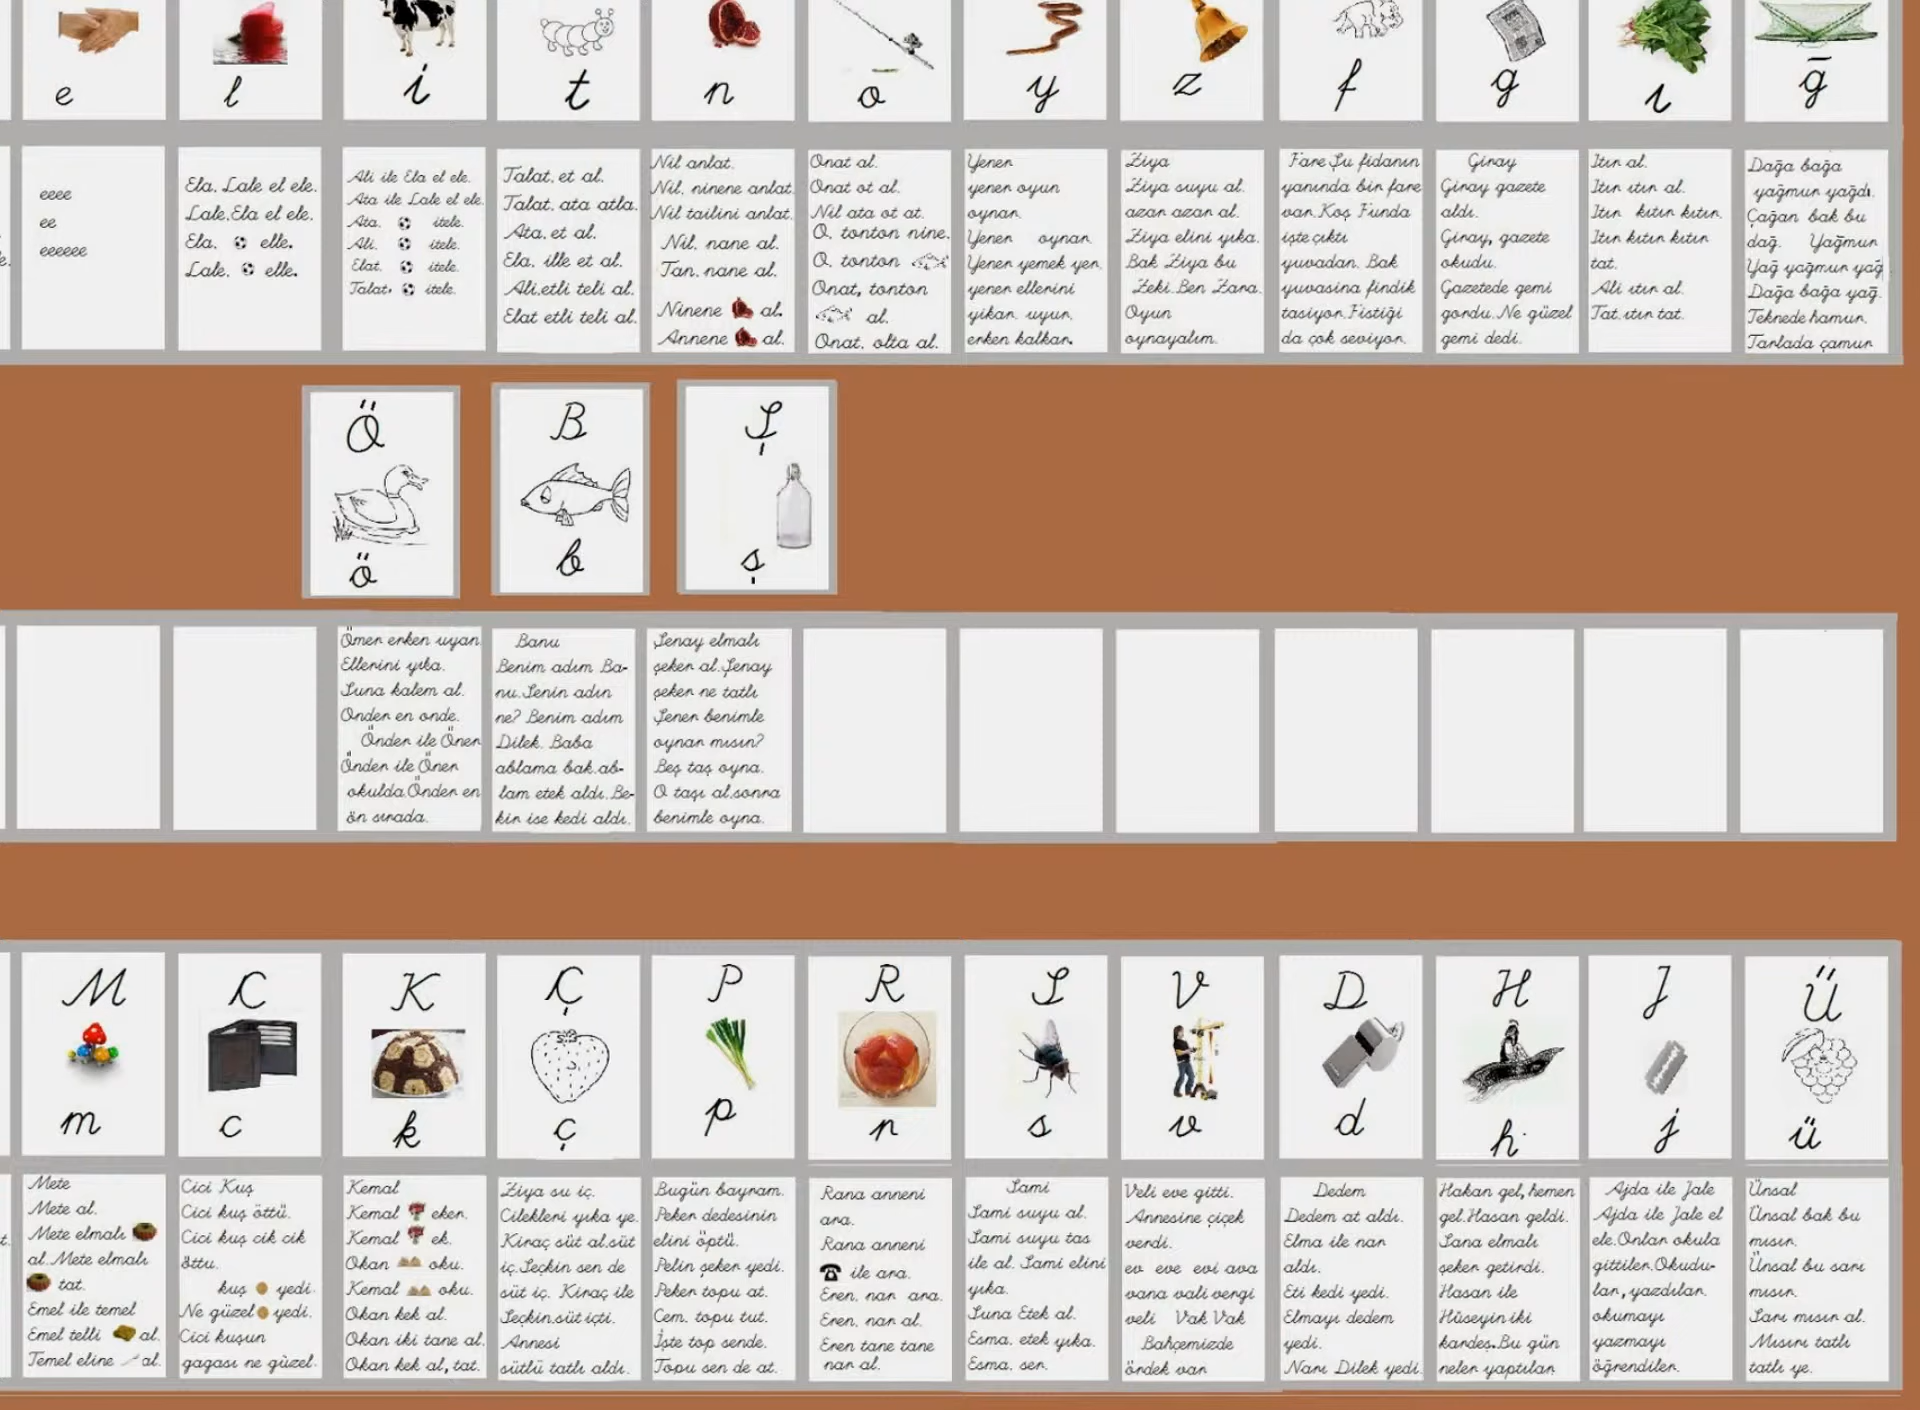 e
l
i
t
n
o
y
z
f
g
ı
ğ
eeee
ee
eeeeee
Ela, Lale el ele.
Lale, Ela el ele.
Ela, elle.
Lale, elle.
Ali ile Ela el ele.
Ata ile Lale el ele.
Ata, itele.
Ali, itele.
Elat, itele.
Talat, itele.
Talat, et al.
Talat, ata atla.
Ata, et al.
Ela, ille et al.
Ali,etli teli al.
Elat etli teli al.
Nil anlat.
Nil, ninene anlat.
Nil tailini anlat.
Nil, nane al.
Tan, nane al.
Ninene al.
Annene al.
Onat al.
Onat ot al.
Nil ata ot at.
O, tonton nine.
O, tonton
Onat, tonton
al.
Onat, olta al.
Yener
yener oyun
oynar.
Yener oynar.
Yener yemek yer.
yener ellerini
yikar. uyur,
erken kalkar.
Ziya
Ziya suyu al.
azar azar al.
Ziya elini yıka.
Bak Ziya bu
Zeki.Ben Zara.
Oyun
oynayalım.
Fare Şu fidanın
yanında bir fare
var.Koş Funda
işte çıktı
yuvadan. Bak
yuvasina findik
tasiyor.Fistiği
da çok seviyor.
Giray
Giray gazete
aldı.
Giray, gazete
okudu.
Gazetede gemi
gordu.Ne güzel
gemi dedi.
Itır al.
Itır ıtır al.
Itır kıtır kıtır.
Itır kıtır kıtır
tat.
Ali ıtır al.
Tat.ıtır tat.
Dağa bağa
yağmur yağdı.
Çağan bak bu
dağ. Yağmur
Yağ yağmur yağ
Dağa bağa yağ.
Teknede hamur.
Tarlada çamur
Ö
ö
B
b
Ş
ş
Ömer erken uyan.
Ellerini yıka.
Suna kalem al.
Onder en onde.
Önder ile Öner
Önder ile Öner
okulda.Önder en
ön sırada.
Banu
Benim adım Ba-
nu.Senin adın
ne? Benim adım
Dilek. Baba
ablama bak.ab-
lam etek aldı.Be-
kir ise kedi aldı.
Şenay elmalı
şeker al.Şenay
şeker ne tatlı
Şener benimle
oynar mısın?
Beş taş oyna.
O taşı al.sonra
benimle oyna.
M
m
C
c
K
k
Ç
ç
P
p
R
r
S
s
V
v
D
d
H
h
J
j
Ü
ü
Mete
Mete al.
Mete elmalı
al.Mete elmalı
tat.
Emel ile temel
Emel telli al.
Temel eline al.
Cici Kuş
Cici kuş öttü.
Cici kuş cik cik
öttu.
kuş yedi.
Ne güzel yedi.
Cici kuşun
gagası ne güzel.
Kemal
Kemal eker.
Kemal ek.
Okan oku.
Kemal oku.
Okan kek al.
Okan iki tane al.
Okan kek al, tat.
Ziya su iç.
Cilekleri yıka ye.
Kiraç süt al.süt
iç.Seçkin sen de
süt iç. Kiraç ile
Seçkin.süt içti.
Annesi
sütlü tatlı aldı.
Bugün bayram.
Peker dedesinin
elini öptü.
Pelin şeker yedi.
Peker topu at.
Cem. topu tut.
İşte top sende.
Topu sen de at.
Rana anneni
ara.
Rana anneni
ile ara.
Eren, nar ara.
Eren, nar al.
Eren tane tane
nar al.
Sami
Sami suyu al.
Sami suyu tas
ile al. Sami elini
yıka.
Suna Etek al.
Esma, etek yıka.
Esma, ser.
Veli eve gitti.
Annesine çiçek
verdi.
ev eve evi ava
vana vali vergi
veli Vak Vak
Bahçemizde
ördek var
Dedem
Dedem at aldı.
Elma ile nar
aldı.
Eti kedi yedi.
Elmayı dedem
yedi.
Narı Dilek yedi.
Hakan gel, hemen
gel.Hasan geldi.
Sana elmalı
şeker getirdi.
Hasan ile
Hüseyin iki
kardeş.Bu gün
neler yaptılar.
Ajda ile Jale
Ajda ile Jale el
ele.Onlar okula
gittiler.Okudu-
lar,yazdılar.
okumayı
yazmayı
öğrendiler.
Ünsal
Ünsal bak bu
mısır.
Ünsal bu sarı
mısır.
Sarı mısır al.
Mısırı tatlı
tatlı ye.